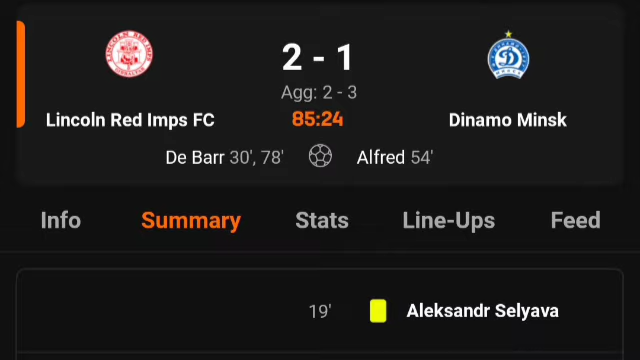 2 - 1
Agg: 2 - 3
Lincoln Red Imps FC 85:24 Dinamo Minsk
De Barr 30', 78' Alfred 54'
Info Summary Stats Line-Ups Feed
19' Aleksandr Selyava